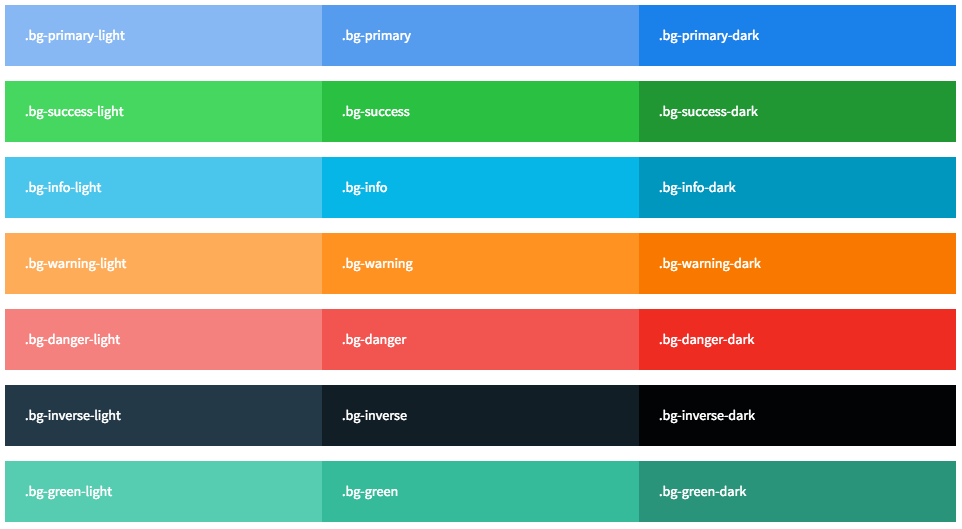 .bg-primary-light .bg-primary .bg-primary-dark
.bg-success-light .bg-success .bg-success-dark
.bg-info-light .bg-info .bg-info-dark
.bg-warning-light .bg-warning .bg-warning-dark
.bg-danger-light .bg-danger .bg-danger-dark
.bg-inverse-light .bg-inverse .bg-inverse-dark
.bg-green-light .bg-green .bg-green-dark